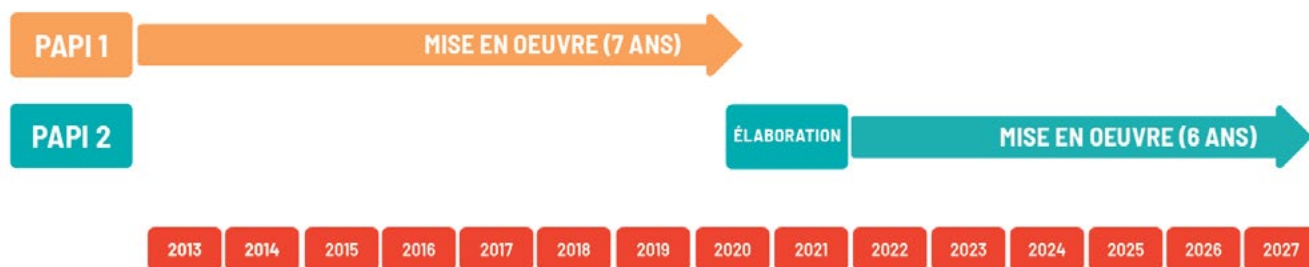 PAPI 1
MISE EN OEUVRE (7 ANS)
PAPI 2
ÉLABORATION
MISE EN OEUVRE (6 ANS)
2013 2014 2015 2016 2017 2018 2019 2020 2021 2022 2023 2024 2025 2026 2027